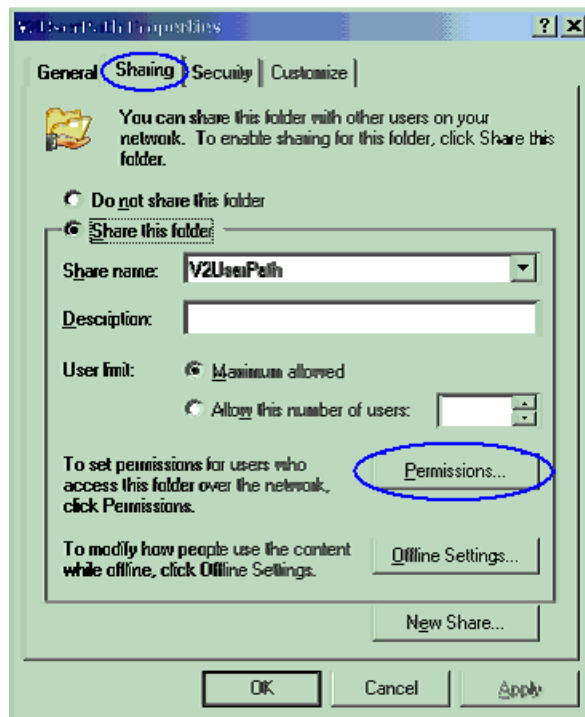 V2UserPath Properties
General Sharing Security Customize
You can share this folder with other users on your
network. To enable sharing for this folder, click Share this
folder.
Do not share this folder
Share this folder
Share name: V2UserPath
Description:
User limit: Maximum allowed
Allow this number of users:
To set permissions for users who
access this folder over the network,
click Permissions.
Permissions...
To modify how people use the content
while offline, click Offline Settings.
Offline Settings...
New Share...
OK Cancel Apply